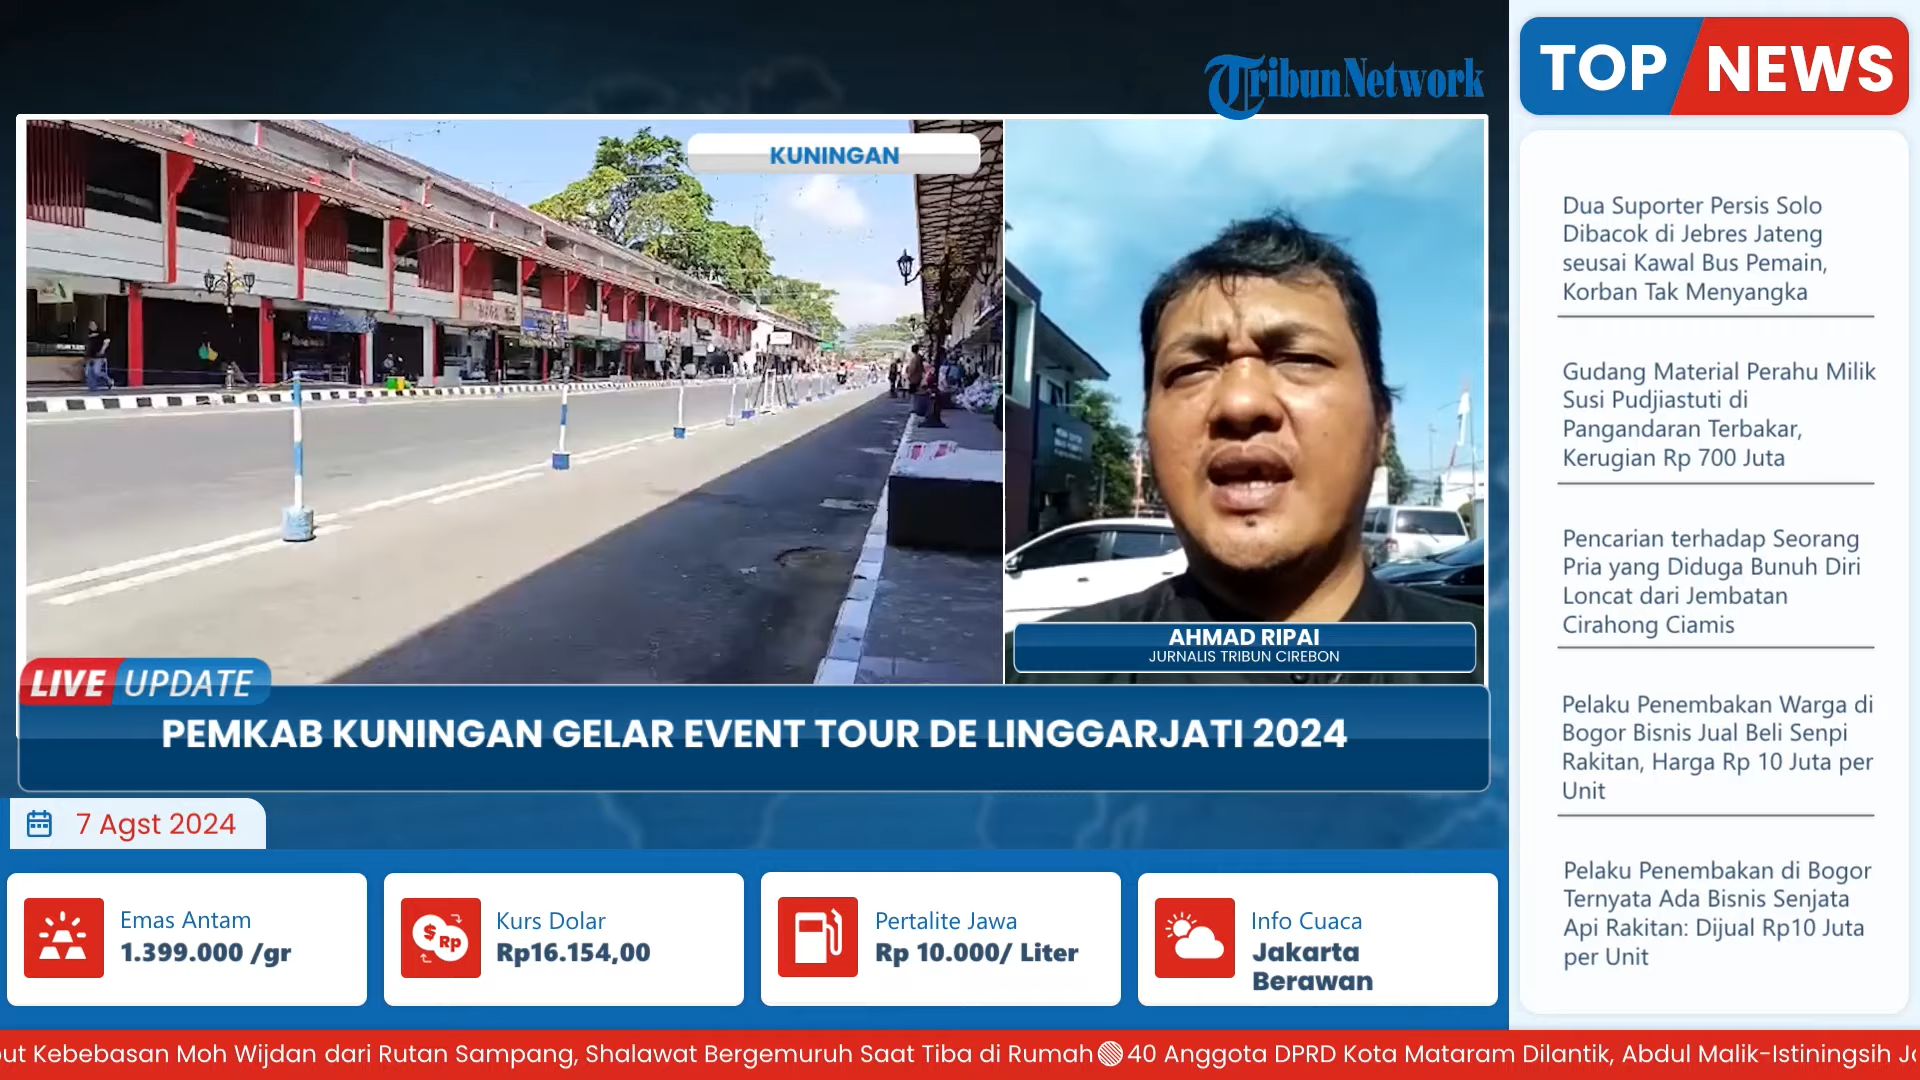 TribunNetwork
TOP NEWS
KUNINGAN
Dua Suporter Persis Solo
Dibacok di Jebres Jateng
seusai Kawal Bus Pemain,
Korban Tak Menyangka
Gudang Material Perahu Milik
Susi Pudjiastuti di
Pangandaran Terbakar,
Kerugian Rp 700 Juta
Pencarian terhadap Seorang
Pria yang Diduga Bunuh Diri
Loncat dari Jembatan
Cirahong Ciamis
Pelaku Penembakan Warga di
Bogor Bisnis Jual Beli Senpi
Rakitan, Harga Rp 10 Juta per
Unit
Pelaku Penembakan di Bogor
Ternyata Ada Bisnis Senjata
Api Rakitan: Dijual Rp10 Juta
per Unit
AHMAD RIPAI
JURNALIS TRIBUN CIREBON
LIVE UPDATE
PEMKAB KUNINGAN GELAR EVENT TOUR DE LINGGARJATI 2024
7 Agst 2024
Emas Antam
1.399.000 /gr
Kurs Dolar
Rp16.154,00
Pertalite Jawa
Rp 10.000/ Liter
Info Cuaca
Jakarta
Berawan
Kebebasan Moh Wijdan dari Rutan Sampang, Shalawat Bergemuruh Saat Tiba di Rumah 40 Anggota DPRD Kota Mataram Dilantik, Abdul Malik-Istiningsih